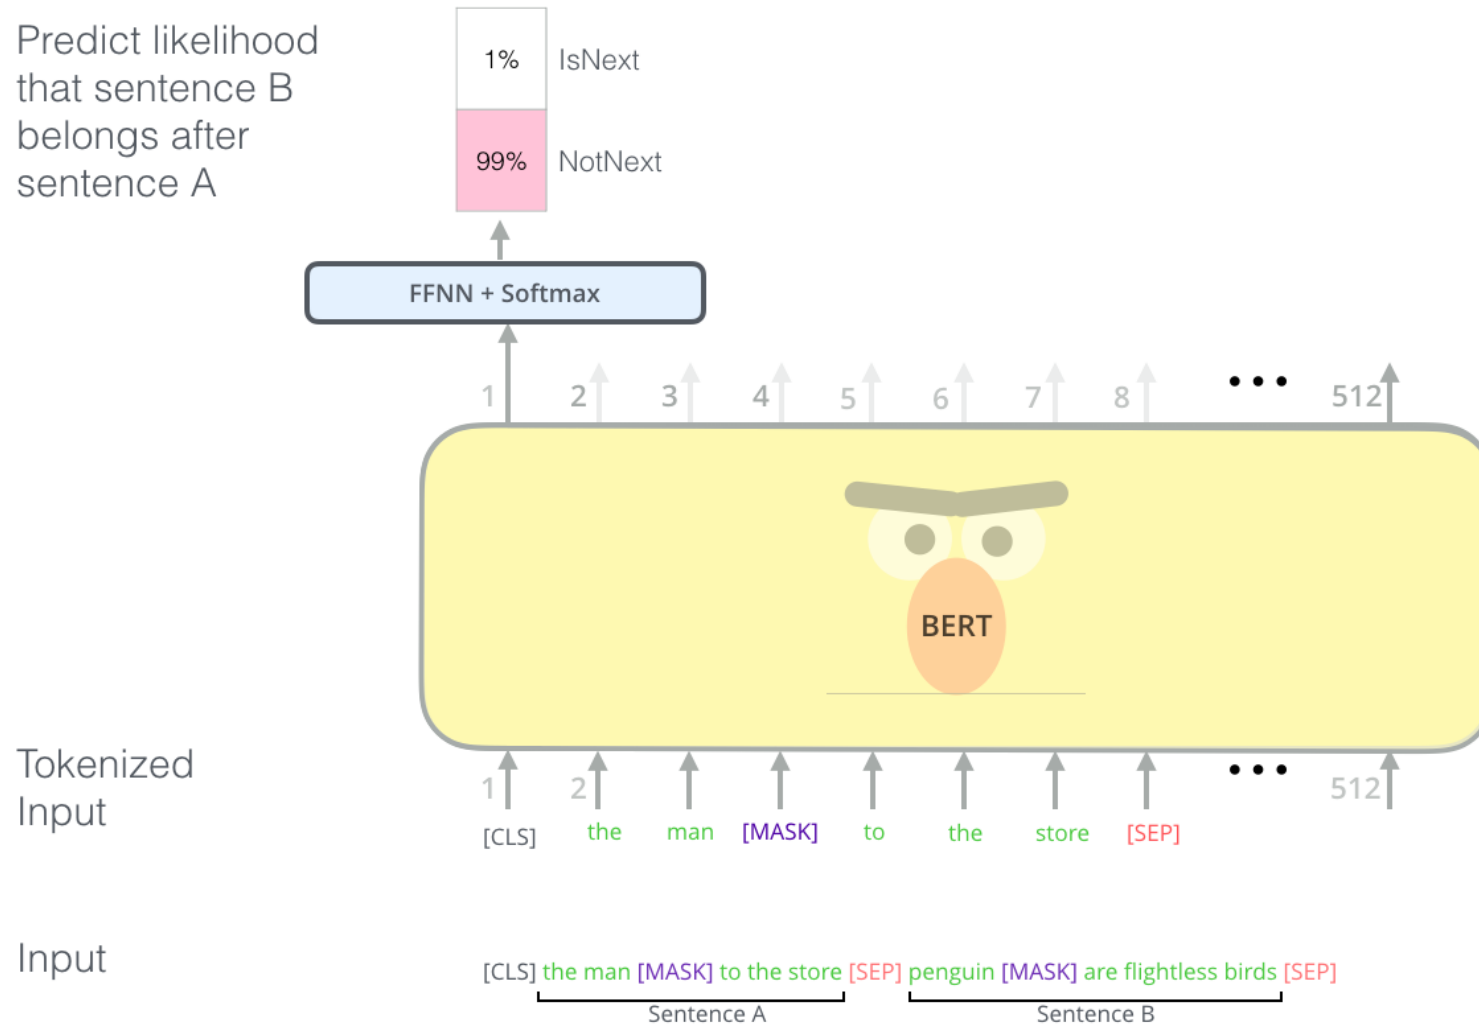 Predict likelihood
that sentence B
belongs after
sentence A
1% IsNext
99% NotNext
FFNN + Softmax
1 2 3 4 5 6 7 8 ••• 512
BERT
Tokenized
Input
1 2 ••• 512
[CLS] the man [MASK] to the store [SEP]
Input
[CLS] the man [MASK] to the store [SEP] penguin [MASK] are flightless birds [SEP]
Sentence A Sentence B